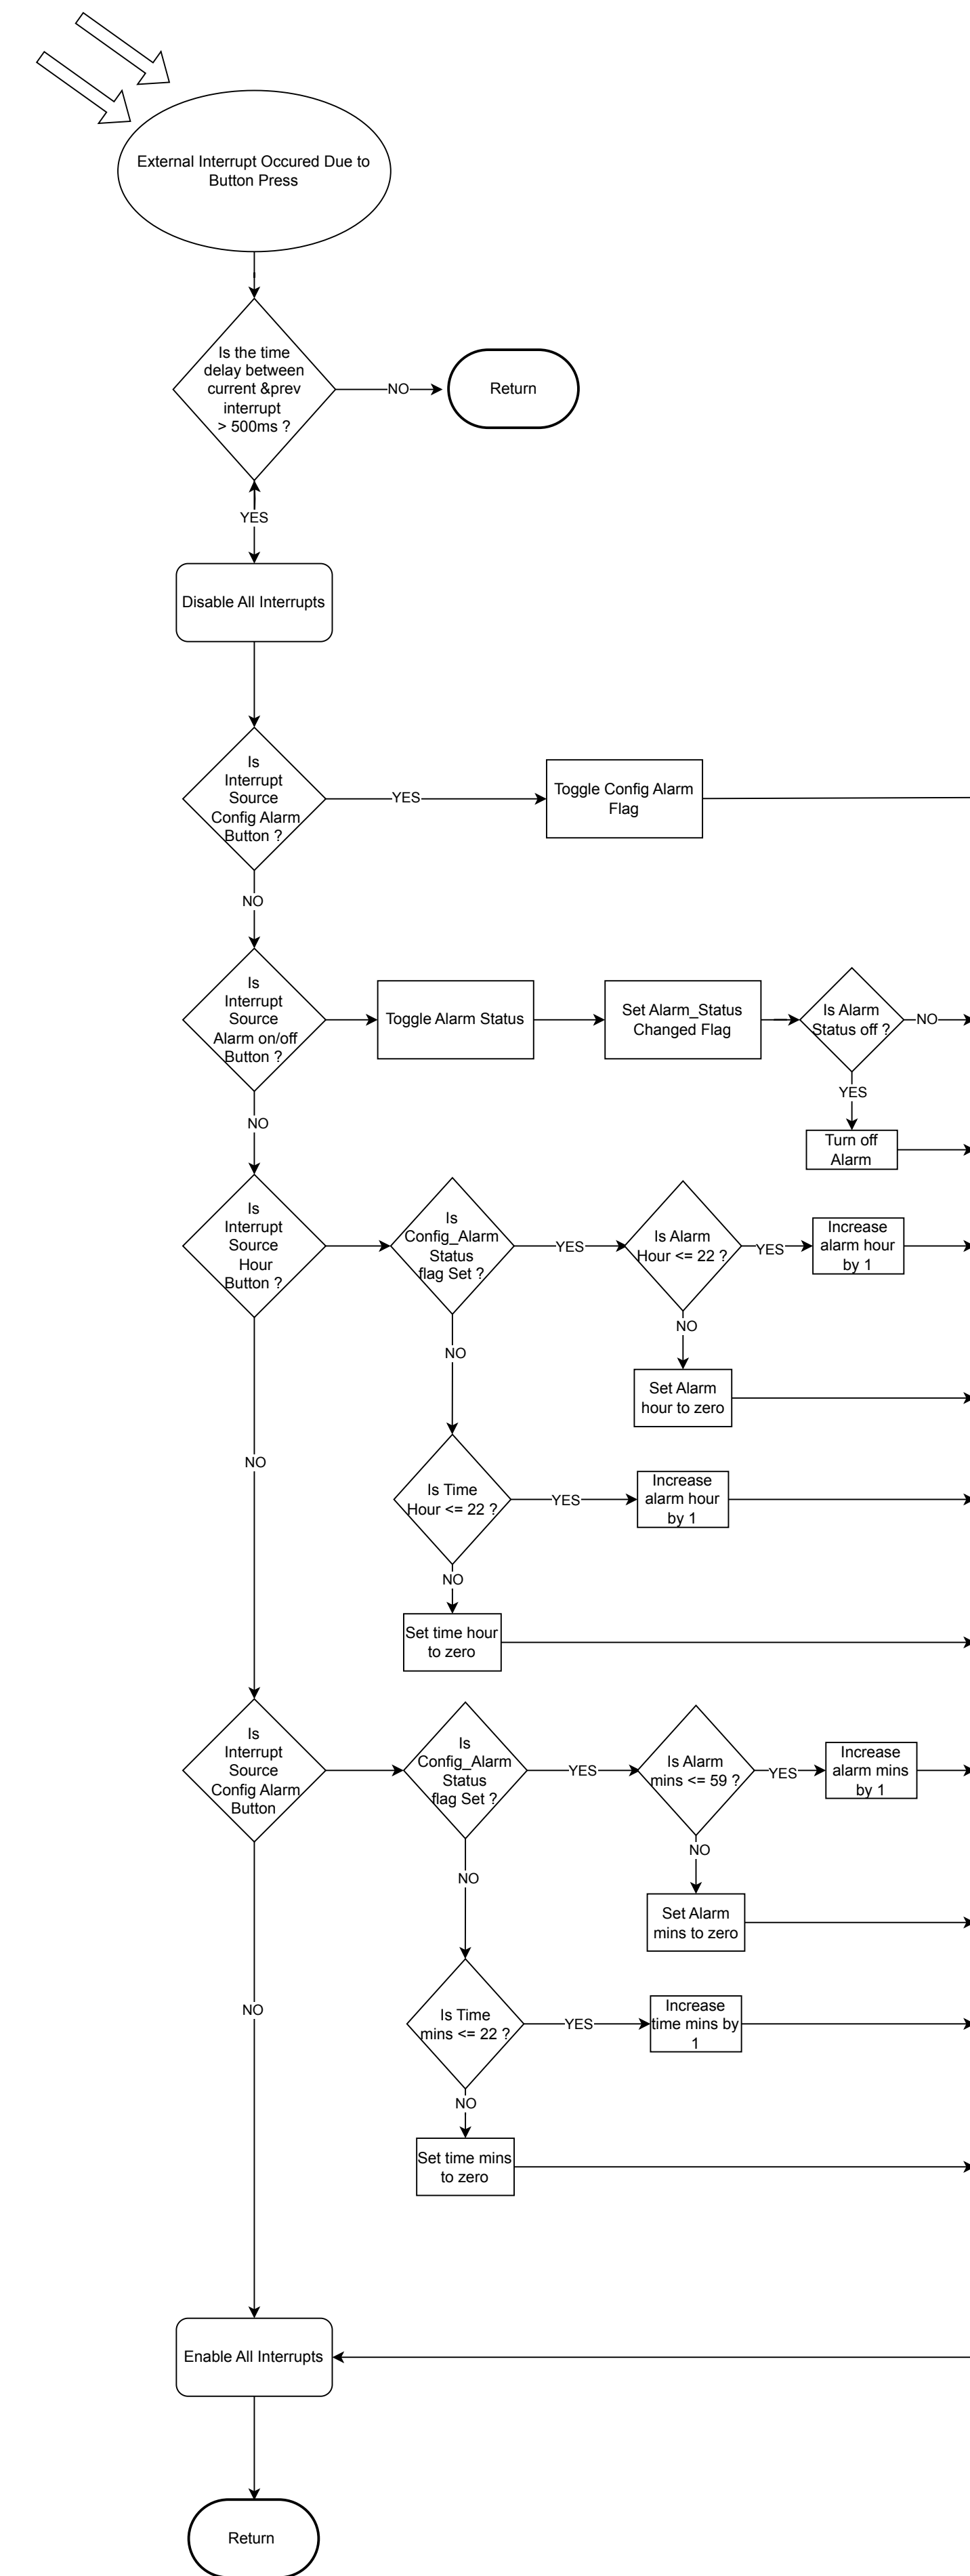 External Interrupt Occured Due to
Button Press
Is the time
delay between
current &prev
interrupt
> 500ms ?
NO
Return
YES
Disable All Interrupts
Is
Interrupt
Source
Config Alarm
Button ?
YES
Toggle Config Alarm
Flag
NO
Is
Interrupt
Source
Alarm on/off
Button ?
Toggle Alarm Status
Set Alarm_Status
Changed Flag
Is Alarm
Status off ?
NO
YES
Turn off
Alarm
NO
Is
Interrupt
Source
Hour
Button ?
Is
Config_Alarm
Status
flag Set ?
YES
Is Alarm
Hour <= 22 ?
YES
Increase
alarm hour
by 1
NO
Set Alarm
hour to zero
NO
Is Time
Hour <= 22 ?
YES
Increase
alarm hour
by 1
NO
Set time hour
to zero
NO
Is
Interrupt
Source
Config Alarm
Button
Is
Config_Alarm
Status
flag Set ?
YES
Is Alarm
mins <= 59 ?
YES
Increase
alarm mins
by 1
NO
Set Alarm
mins to zero
NO
Is Time
mins <= 22 ?
YES
Increase
time mins by
1
NO
Set time mins
to zero
NO
Enable All Interrupts
Return